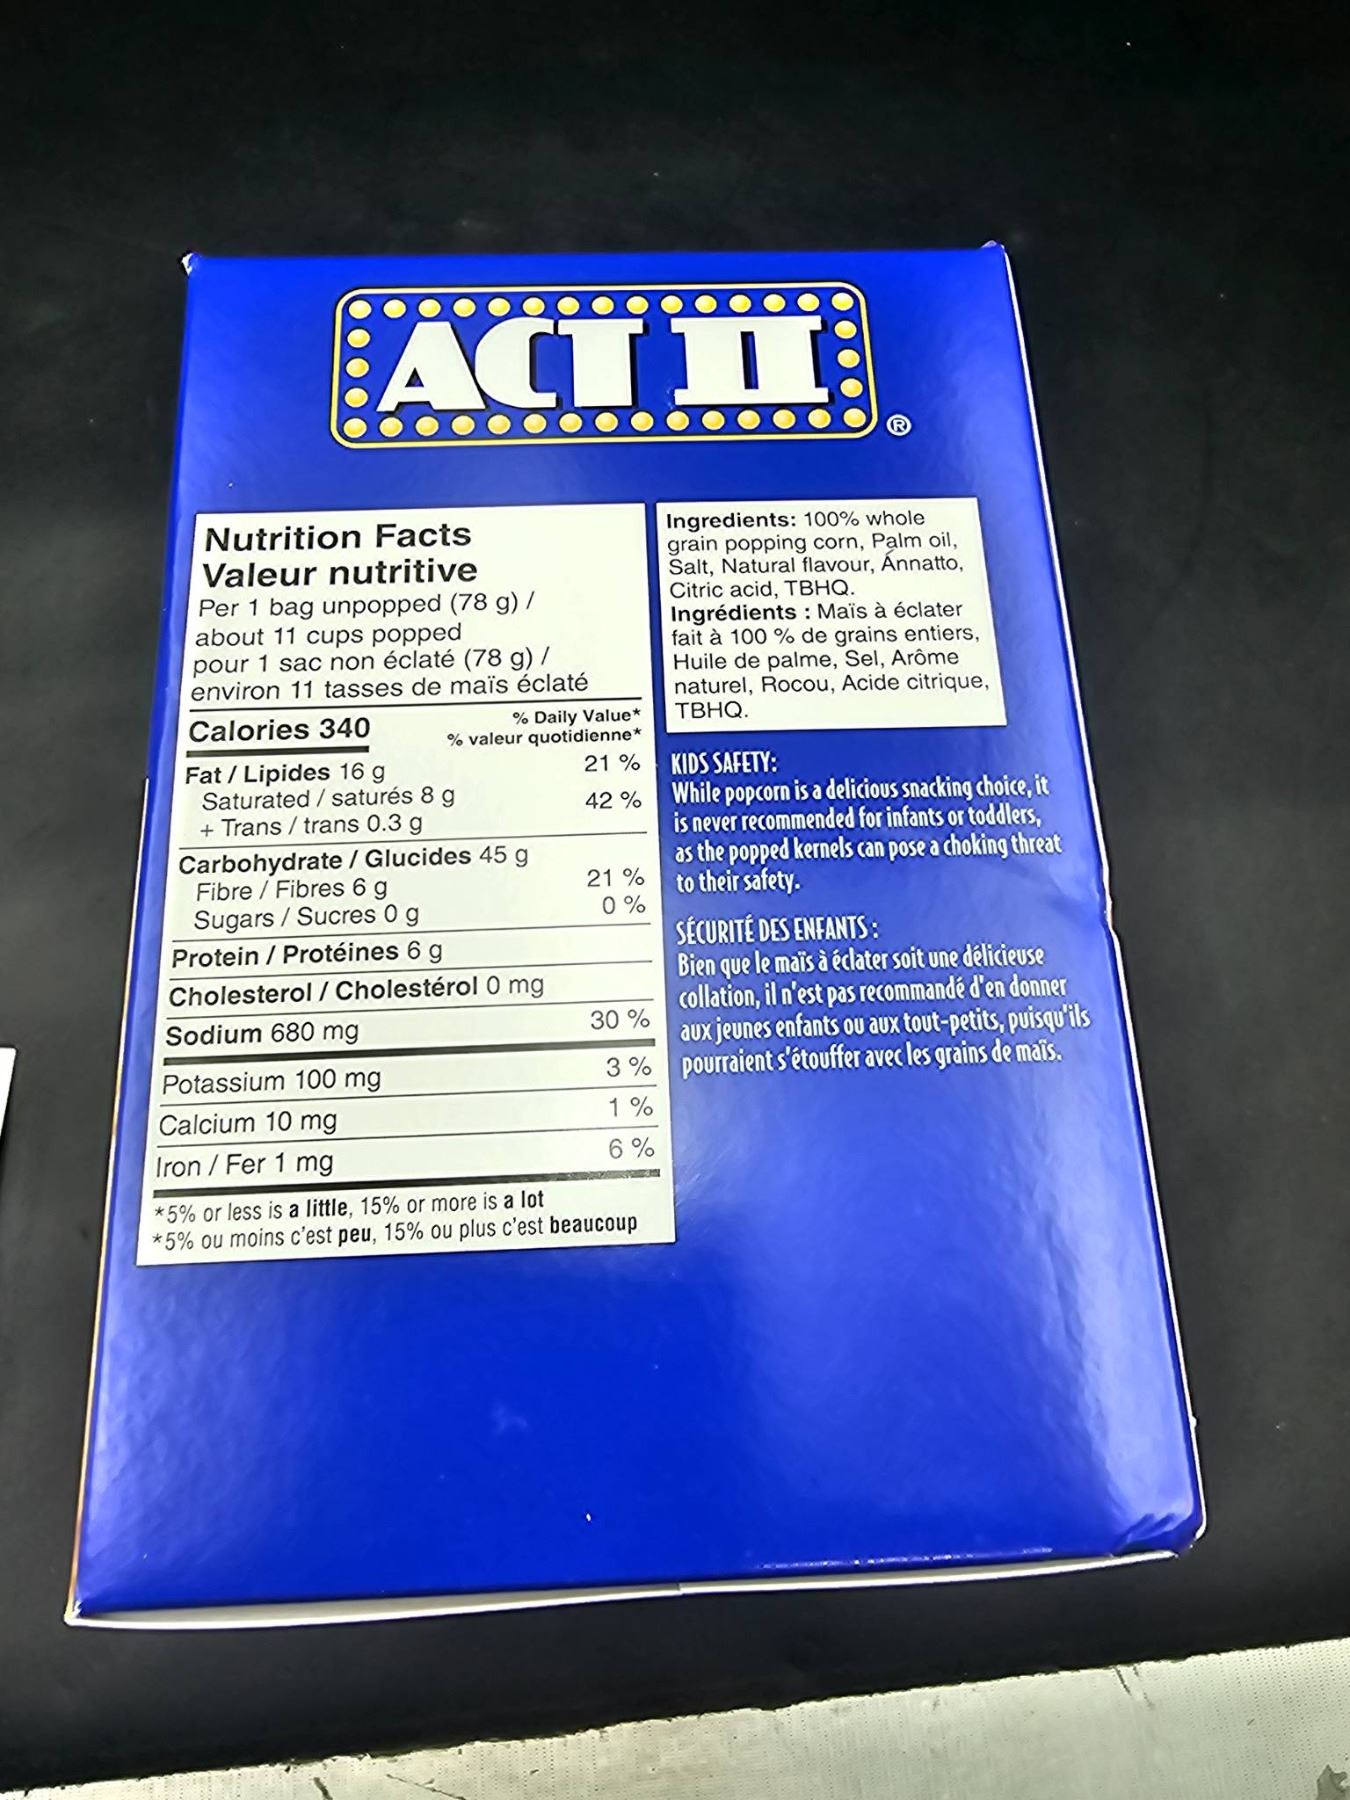 ACT II
®
Nutrition Facts
Valeur nutritive
Per 1 bag unpopped (78 g) /
about 11 cups popped
pour 1 sac non éclaté (78 g) /
environ 11 tasses de maïs éclaté
Calories 340
% Daily Value*
% valeur quotidienne*
Fat / Lipides 16 g 21 %
Saturated / saturés 8 g
+ Trans / trans 0.3 g 42 %
Carbohydrate / Glucides 45 g
Fibre / Fibres 6 g 21 %
Sugars / Sucres 0 g 0 %
Protein / Protéines 6 g
Cholesterol / Cholestérol 0 mg
Sodium 680 mg 30 %
Potassium 100 mg 3 %
Calcium 10 mg 1 %
Iron / Fer 1 mg 6 %
*5% or less is a little, 15% or more is a lot
*5% ou moins c'est peu, 15% ou plus c'est beaucoup
Ingredients: 100% whole
grain popping corn, Palm oil,
Salt, Natural flavour, Annatto,
Citric acid, TBHQ.
Ingrédients : Maïs à éclater
fait à 100 % de grains entiers,
Huile de palme, Sel, Arôme
naturel, Rocou, Acide citrique,
TBHQ.
KIDS SAFETY:
While popcorn is a delicious snacking choice, it
is never recommended for infants or toddlers,
as the popped kernels can pose a choking threat
to their safety.
SÉCURITÉ DES ENFANTS :
Bien que le maïs à éclater soit une délicieuse
collation, il n'est pas recommandé d'en donner
aux jeunes enfants ou aux tout-petits, puisqu'ils
pourraient s'étouffer avec les grains de maïs.